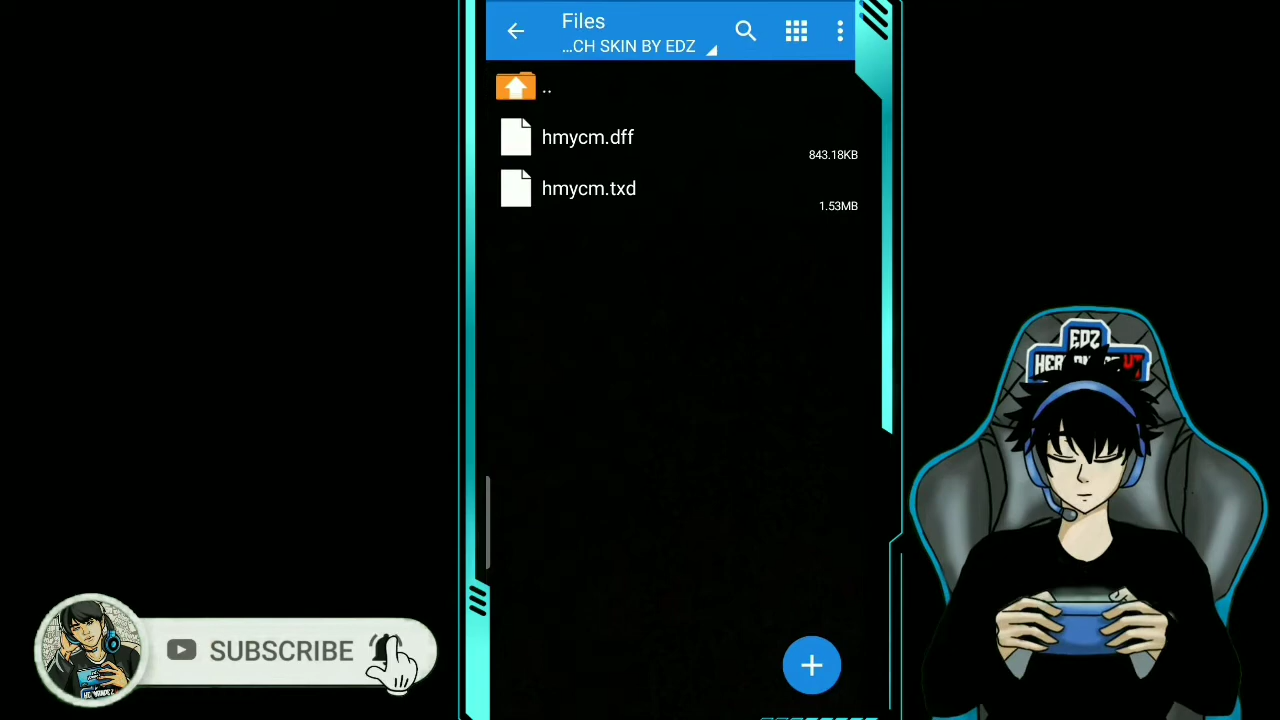 Files
...CH SKIN BY EDZ
..
hmycm.dff
843.18KB
hmycm.txd
1.53MB
EDZ
SUBSCRIBE